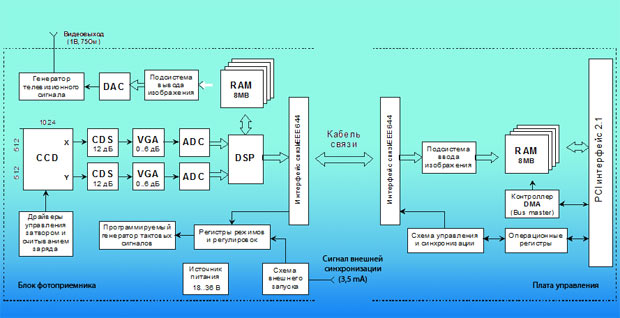 Видеовыход
(1В, 75Ом)
Генератор
телевизионного
сигнала
DAC
Подсистема
вывода
изображения
RAM
8MB
1024
512
512
CCD
X
Y
CDS
12 дБ
VGA
0..6 дБ
ADC
CDS
12 дБ
VGA
0..6 дБ
ADC
DSP
Интерфейс связи IEEE 644
Кабель
связи
Драйверы
управления
затвором и
считыванием
заряда
Программируемый
генератор тактовых
сигналов
Регистры режимов
и регулировок
Источник
питания
18..36 В
Схема
внешнего
запуска
Сигнал внешней
синхронизации
(3,5 mA)
Блок фотоприемника
Интерфейс связи IEEE 644
Подсистема
ввода
изображения
RAM
8MB
Контроллер
DMA
(Bus master)
Схема управления
и синхронизации
Операционные
регистры
PCI интерфейс 2.1
Плата управления